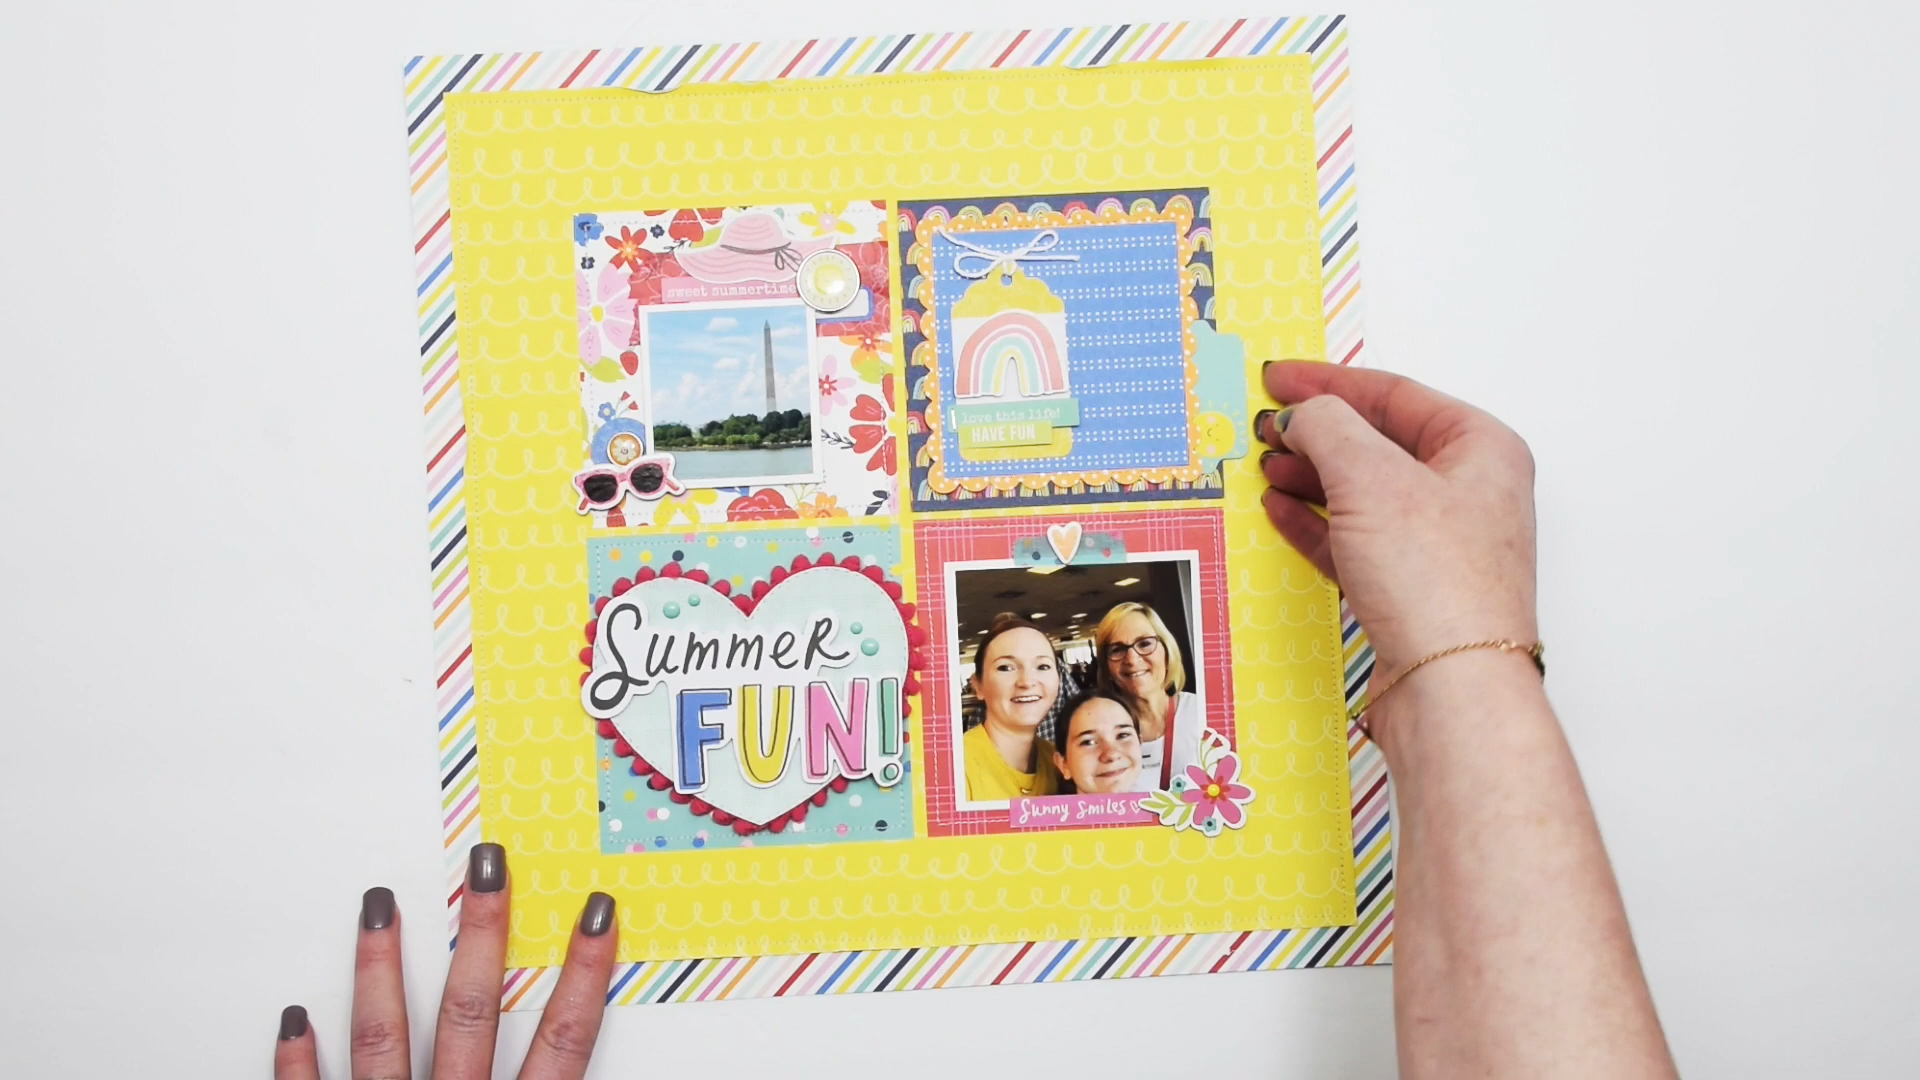 sweet summertime
love this life!
HAVE FUN
SummeR
FUN!
Sunny Smiles